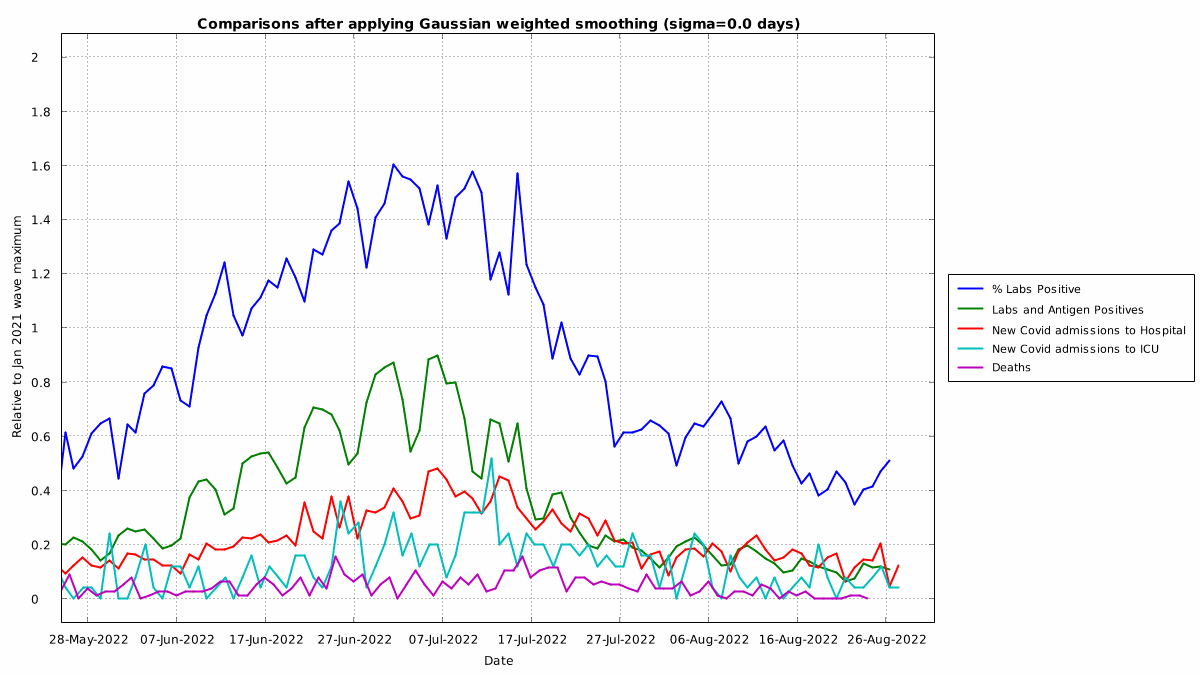 Comparisons after applying Gaussian weighted smoothing (sigma=0.0 days)
Relative to Jan 2021 wave maximum
2
1.8
1.6
1.4
1.2
1
0.8
0.6
0.4
0.2
0
28-May-2022 07-Jun-2022 17-Jun-2022 27-Jun-2022 07-Jul-2022 17-Jul-2022 27-Jul-2022 06-Aug-2022 16-Aug-2022 26-Aug-2022
Date
% Labs Positive
Labs and Antigen Positives
New Covid admissions to Hospital
New Covid admissions to ICU
Deaths